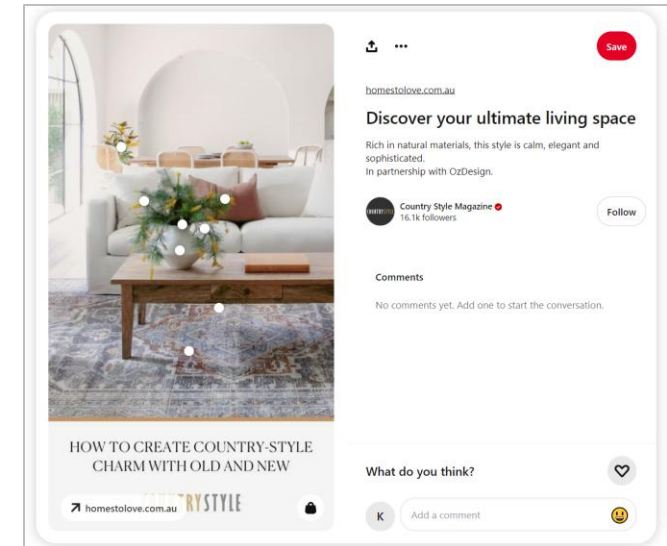 Save
homestolove.com.au
Discover your ultimate living space
Rich in natural materials, this style is calm, elegant and
sophisticated.
In partnership with OzDesign.
Country Style Magazine
16.1k followers
Follow
Comments
No comments yet. Add one to start the conversation.
HOW TO CREATE COUNTRY-STYLE
CHARM WITH OLD AND NEW
homestolove.com.au
RYSTYLE
What do you think?
K
Add a comment